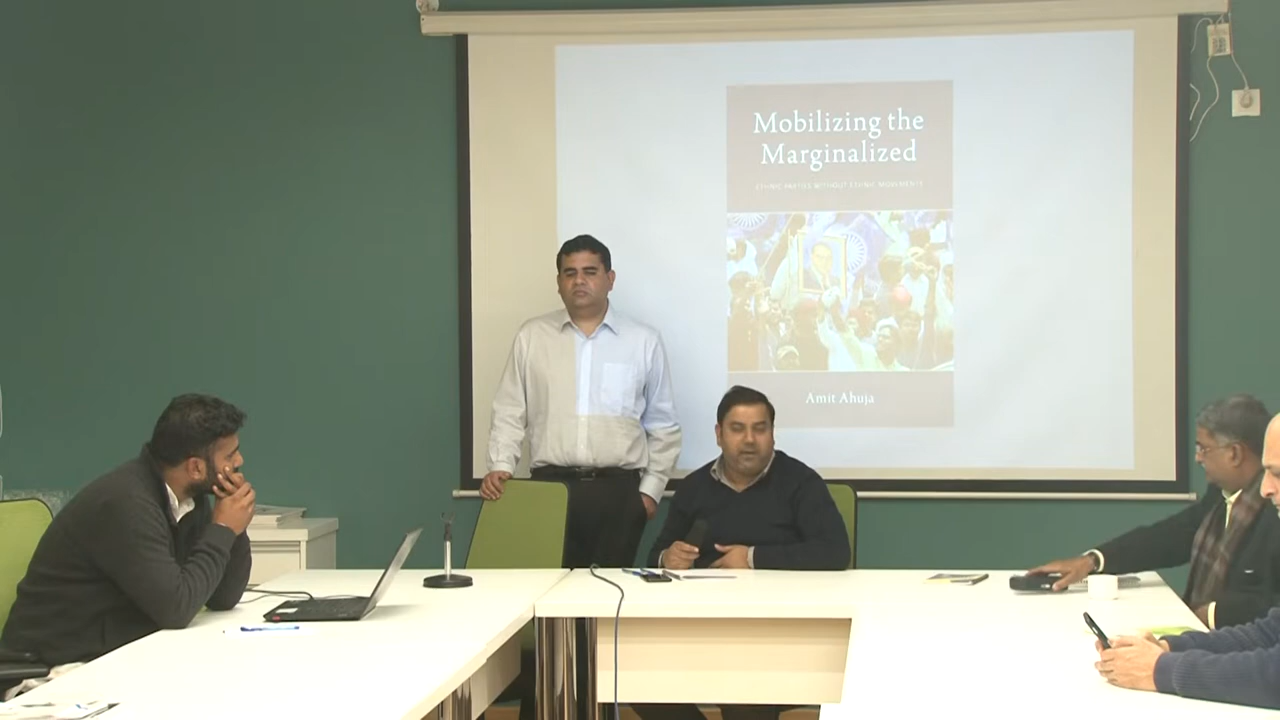 Mobilizing the
Marginalized
ETHNIC PARTIES WITHOUT ETHNIC MOVEMENTS
Amit Ahuja